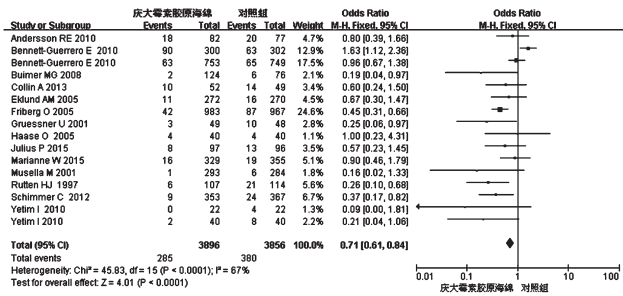 庆大霉素胶原海绵 对照组 Odds Ratio Odds Ratio
Study or Subgroup Events Total Events Total Weight M-H. Fixed. 95% CI M-H. Fixed. 95% CI
Andersson RE 2010 18 82 20 77 4.7% 0.80 [0.39, 1.66]
Bennett-Guerrero E 2010 90 300 63 302 12.9% 1.63 [1.12, 2.36]
Bennett-Guerrero E 2010 63 753 65 749 17.9% 0.96 [0.67, 1.38]
Buimer MG 2008 2 124 6 76 2.2% 0.19 [0.04, 0.97]
Collin A 2013 10 52 14 49 3.5% 0.60 [0.24, 1.50]
Eklund AM 2005 11 272 16 270 4.6% 0.67 [0.30, 1.47]
Friberg O 2005 42 983 87 967 24.6% 0.45 [0.31, 0.66]
Gruessner U 2001 3 49 10 48 2.8% 0.25 [0.06, 0.97]
Haase O 2005 4 40 4 40 1.0% 1.00 [0.23, 4.31]
Julius P 2015 8 97 13 96 3.5% 0.57 [0.23, 1.45]
Marianne W 2015 16 329 19 355 5.1% 0.90 [0.46, 1.79]
Musella M 2001 1 293 6 284 1.8% 0.16 [0.02, 1.33]
Rutten HJ 1997 6 107 21 114 5.7% 0.26 [0.10, 0.68]
Schimmer C 2012 9 353 24 367 6.8% 0.37 [0.17, 0.82]
Yetim I 2010 0 22 4 22 1.3% 0.09 [0.00, 1.81]
Yetim I 2010 2 40 8 40 2.2% 0.21 [0.04, 1.06]
Total (95% CI) 3896 3856 100.0% 0.71 [0.61, 0.84]
Total events 285 380
Heterogeneity: Chi² = 45.83, df = 15 (P < 0.0001); I² = 67%
Test for overall effect: Z = 4.01 (P < 0.0001)
0.01 0.1 1 10 100
庆大霉素胶原海绵 对照组